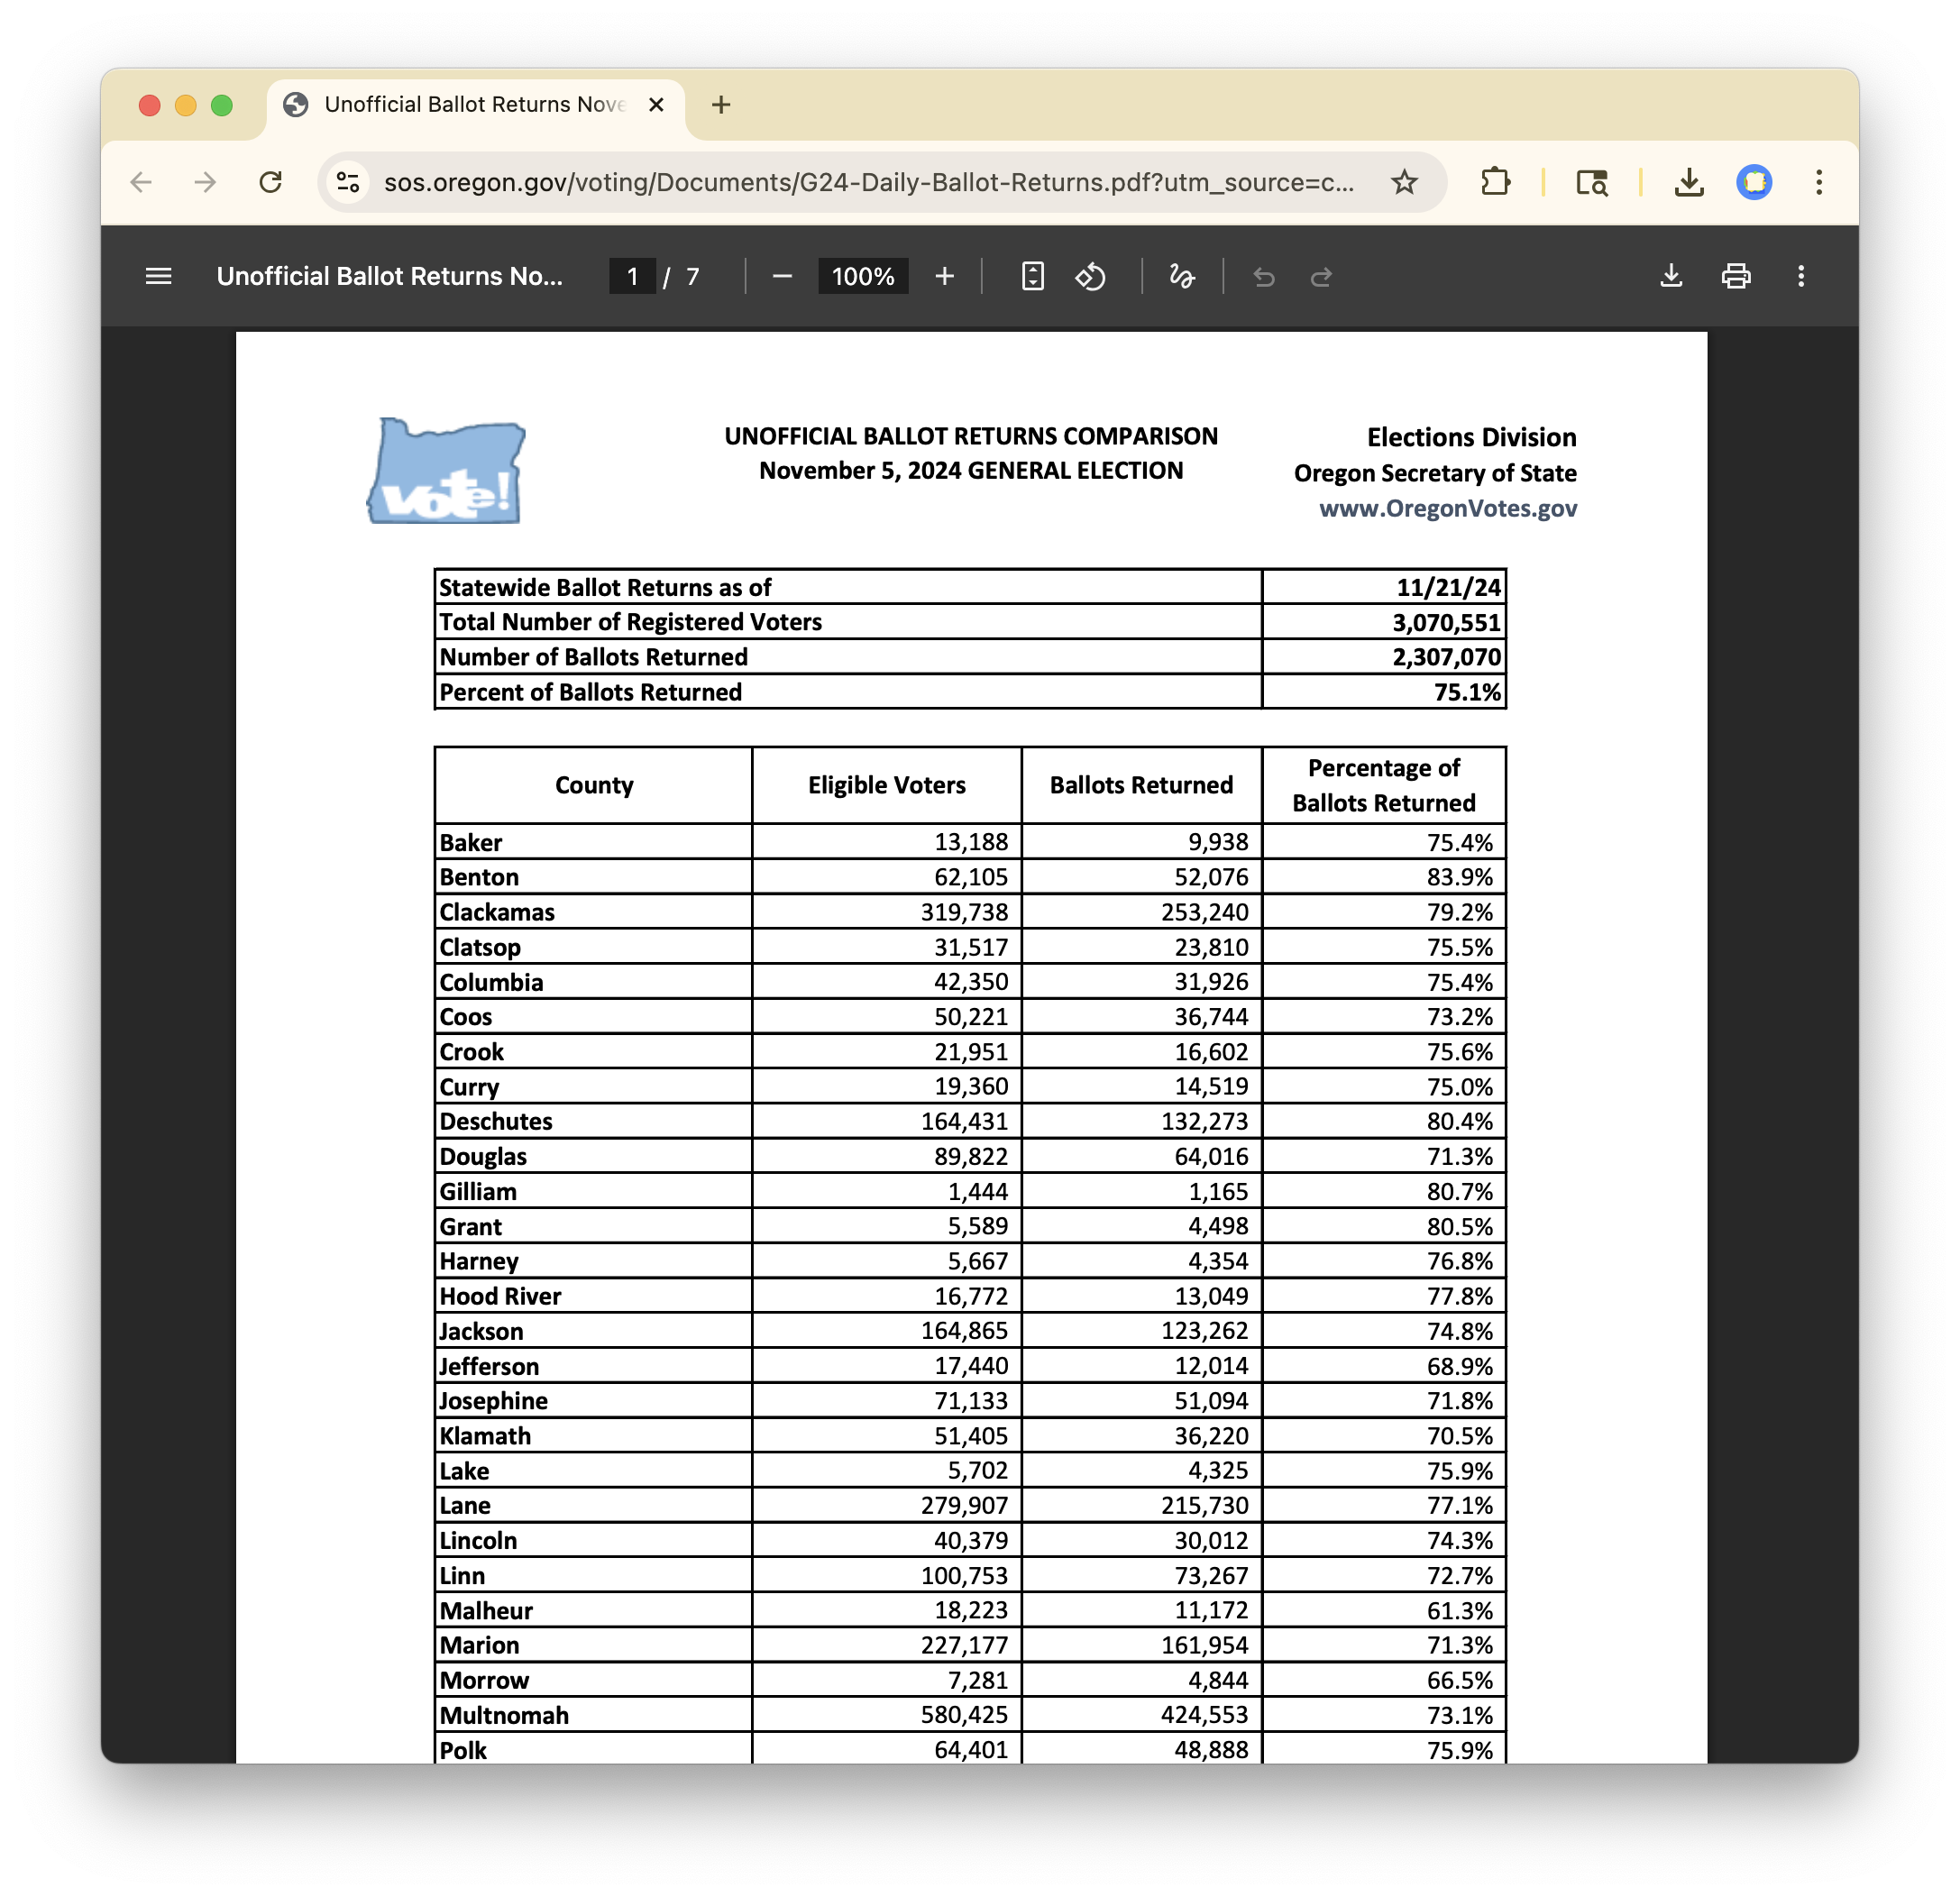 Unofficial Ballot Returns Nove
sos.oregon.gov/voting/Documents/G24-Daily-Ballot-Returns.pdf?utm_source=c...
Unofficial Ballot Returns No... 1 / 7 100%
vote!
UNOFFICIAL BALLOT RETURNS COMPARISON
November 5, 2024 GENERAL ELECTION
Elections Division
Oregon Secretary of State
www.OregonVotes.gov
Statewide Ballot Returns as of 11/21/24
Total Number of Registered Voters 3,070,551
Number of Ballots Returned 2,307,070
Percent of Ballots Returned 75.1%
County Eligible Voters Ballots Returned Percentage of
Ballots Returned
Baker 13,188 9,938 75.4%
Benton 62,105 52,076 83.9%
Clackamas 319,738 253,240 79.2%
Clatsop 31,517 23,810 75.5%
Columbia 42,350 31,926 75.4%
Coos 50,221 36,744 73.2%
Crook 21,951 16,602 75.6%
Curry 19,360 14,519 75.0%
Deschutes 164,431 132,273 80.4%
Douglas 89,822 64,016 71.3%
Gilliam 1,444 1,165 80.7%
Grant 5,589 4,498 80.5%
Harney 5,667 4,354 76.8%
Hood River 16,772 13,049 77.8%
Jackson 164,865 123,262 74.8%
Jefferson 17,440 12,014 68.9%
Josephine 71,133 51,094 71.8%
Klamath 51,405 36,220 70.5%
Lake 5,702 4,325 75.9%
Lane 279,907 215,730 77.1%
Lincoln 40,379 30,012 74.3%
Linn 100,753 73,267 72.7%
Malheur 18,223 11,172 61.3%
Marion 227,177 161,954 71.3%
Morrow 7,281 4,844 66.5%
Multnomah 580,425 424,553 73.1%
Polk 64,401 48,888 75.9%